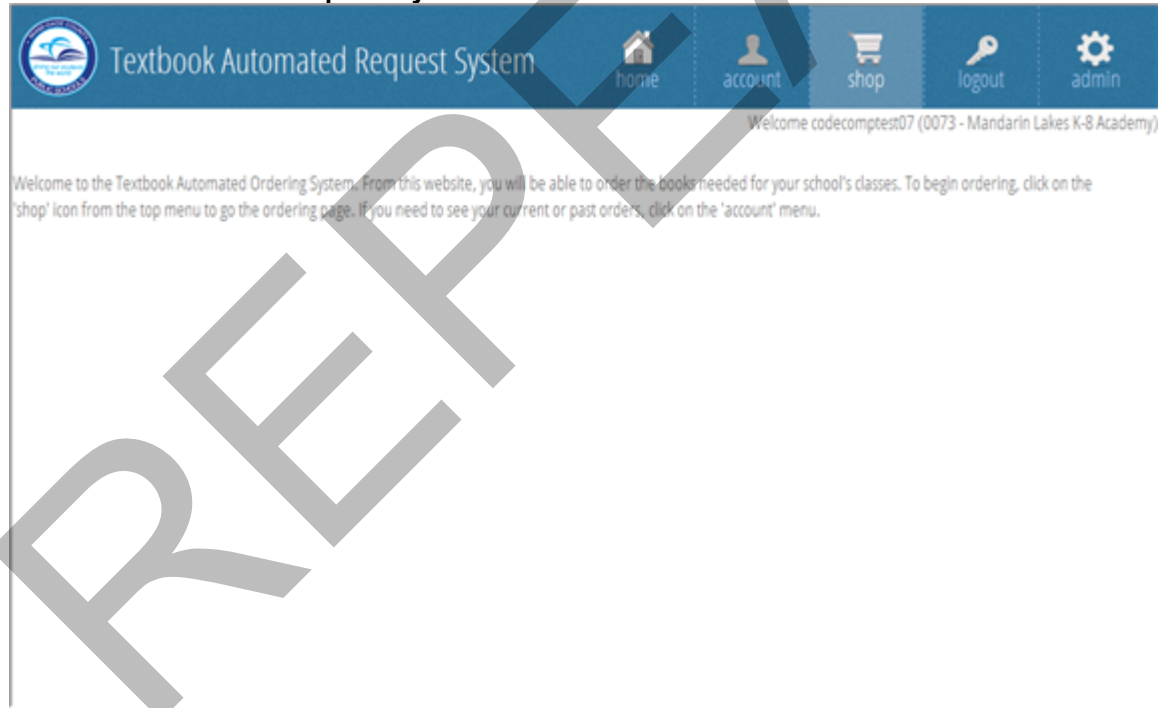 Textbook Automated Request System
home
account
shop
logout
admin
Welcome codecomptest07 (0073 - Mandarin Lakes K-8 Academy)
Welcome to the Textbook Automated Ordering System. From this website, you will be able to order the books needed for your school's classes. To begin ordering, click on the
'shop' icon from the top menu to go the ordering page. If you need to see your current or past orders, click on the 'account' menu.